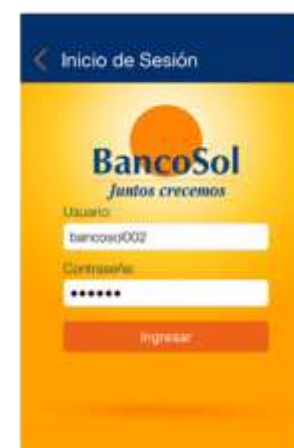 Inicio de Sesión
BancoSol
Juntos crecemos
Usuario:
bancosol002
Contraseña:
••••••
Ingresar